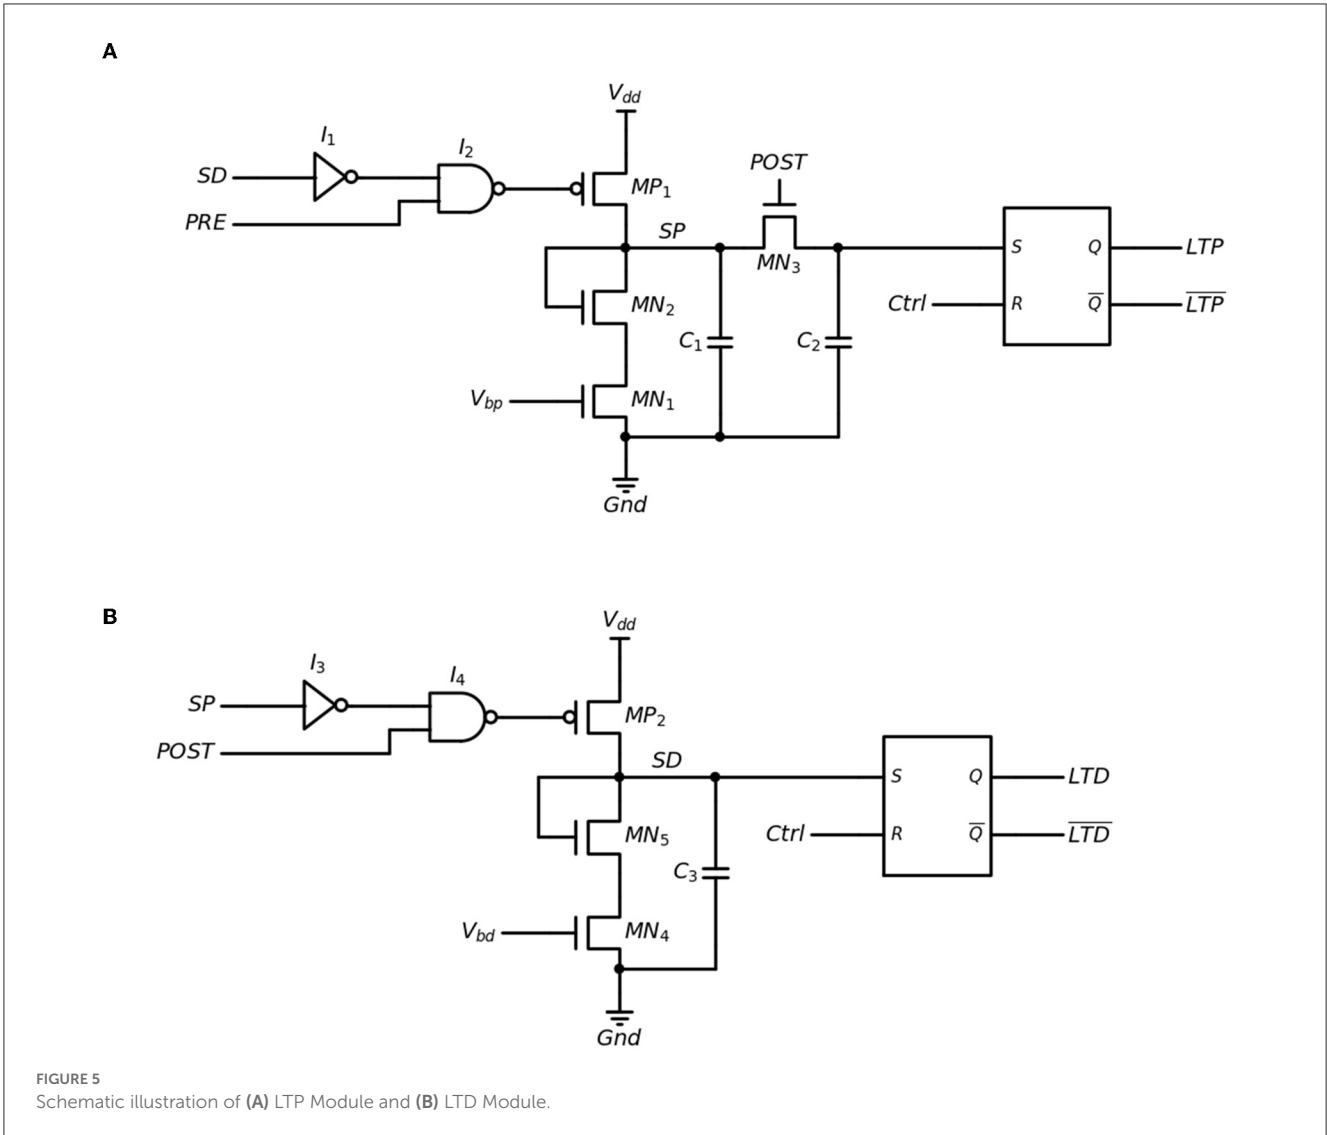 A
V_dd
I_1
I_2
SD
PRE
MP_1
POST
SP
MN_3
S
Q
LTP
MN_2
Ctrl
R
Q̅
L̅T̅P̅
C_1
C_2
V_bp
MN_1
Gnd
B
V_dd
I_3
I_4
SP
POST
MP_2
SD
S
Q
LTD
MN_5
Ctrl
R
Q̅
L̅T̅D̅
C_3
V_bd
MN_4
Gnd
FIGURE 5
Schematic illustration of (A) LTP Module and (B) LTD Module.